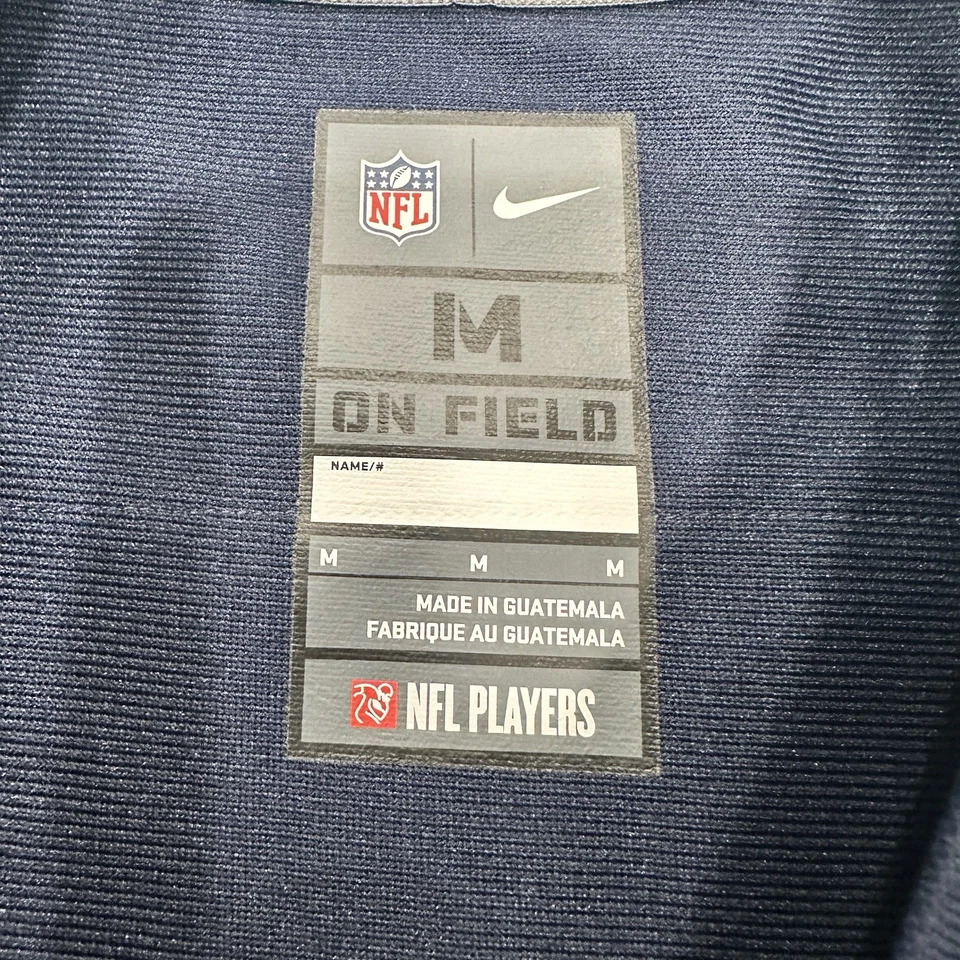 NFL
M
ON FIELD
NAME/#
M M M
MADE IN GUATEMALA
FABRIQUE AU GUATEMALA
NFL PLAYERS